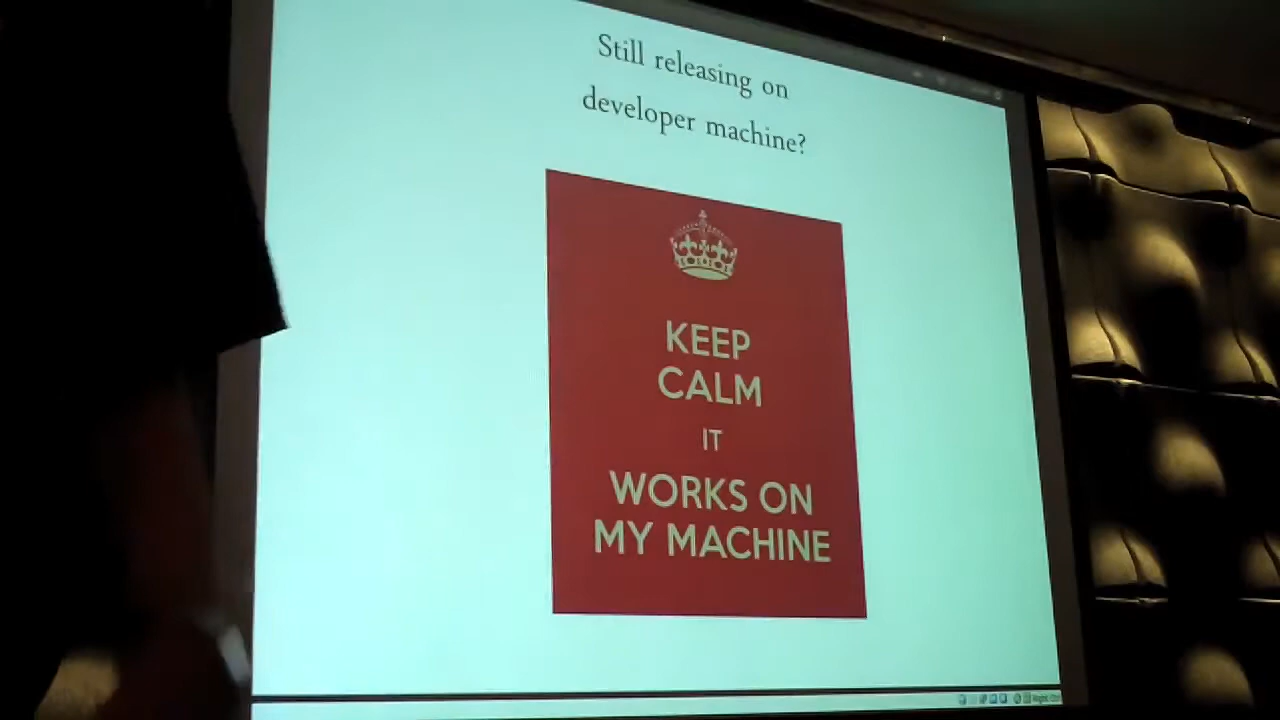 Still releasing on
developer machine?
KEEP
CALM
IT
WORKS ON
MY MACHINE